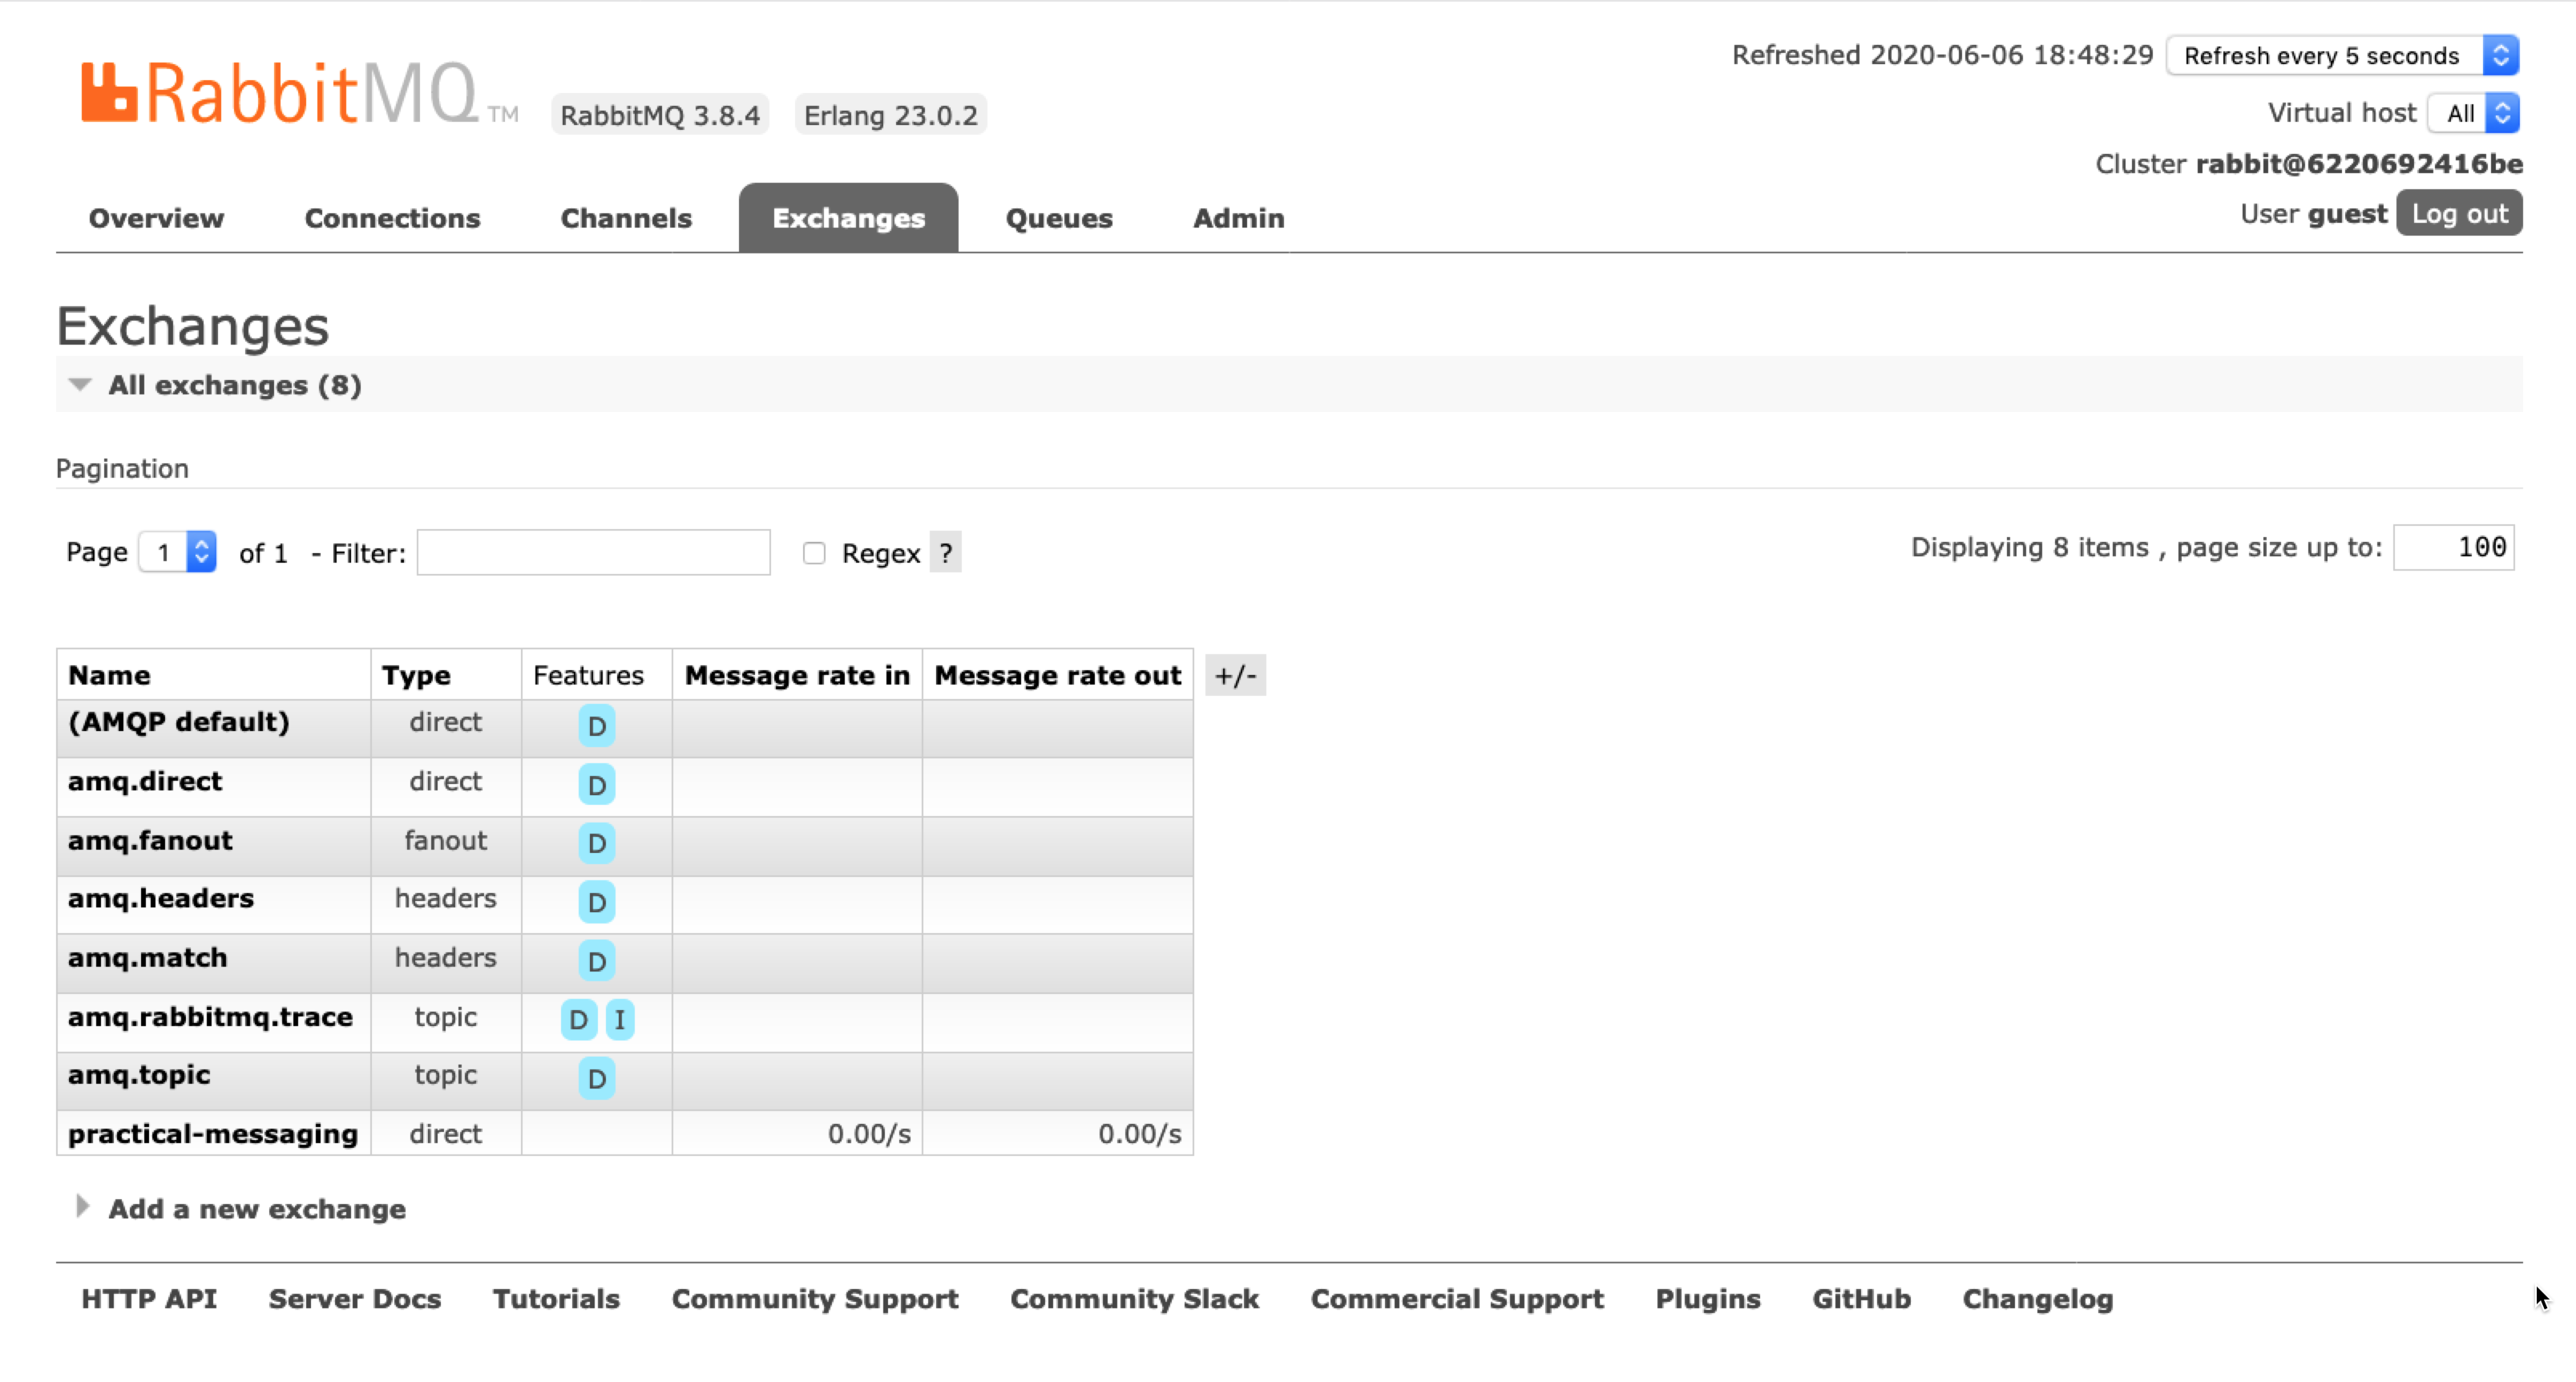 RabbitMQ TM RabbitMQ 3.8.4 Erlang 23.0.2
Refreshed 2020-06-06 18:48:29 Refresh every 5 seconds
Virtual host All
Cluster rabbit@6220692416be
User guest Log out
Overview Connections Channels Exchanges Queues Admin
Exchanges
All exchanges (8)
Pagination
Page 1 of 1 - Filter: Regex ? Displaying 8 items , page size up to: 100
Name Type Features Message rate in Message rate out +/-
(AMQP default) direct D
amq.direct direct D
amq.fanout fanout D
amq.headers headers D
amq.match headers D
amq.rabbitmq.trace topic D I
amq.topic topic D
practical-messaging direct 0.00/s 0.00/s
Add a new exchange
HTTP API Server Docs Tutorials Community Support Community Slack Commercial Support Plugins GitHub Changelog